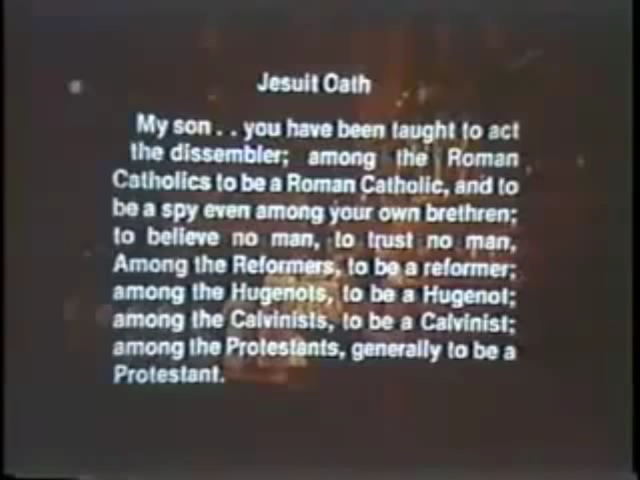 Jesuit Oath
My son . . you have been taught to act
the dissembler; among the Roman
Catholics to be a Roman Catholic, and to
be a spy even among your own brethren;
to believe no man, to trust no man,
Among the Reformers, to be a reformer;
among the Hugenots, to be a Hugenot;
among the Calvinists, to be a Calvinist;
among the Protestants, generally to be a
Protestant.